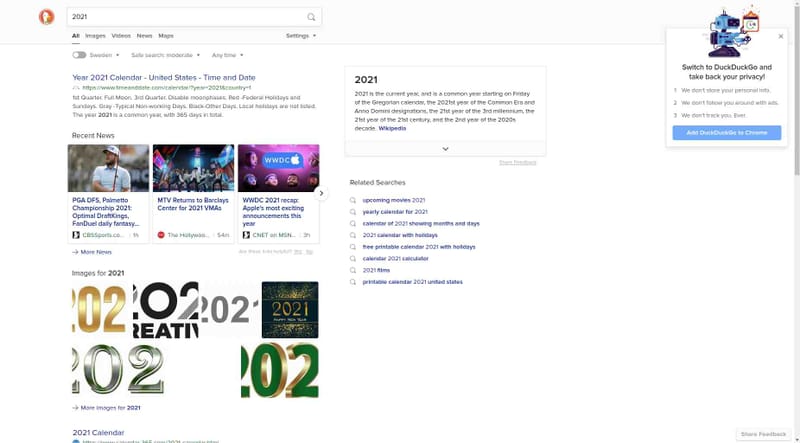 2021
All Images Videos News Maps Settings
Sweden Safe search: moderate Any time
Year 2021 Calendar - United States - Time and Date
https://www.timeanddate.com/calendar/?year=2021&country=1
1st Quarter. Full Moon. 3rd Quarter. Disable moonphases. Red -Federal Holidays and
Sundays. Gray -Typical Non-working Days. Black-Other Days. Local holidays are not listed.
The year 2021 is a common year, with 365 days in total.
Recent News
WWDC
PGA DFS, Palmetto
Championship 2021:
Optimal DraftKings,
FanDuel daily fantasy...
CBSSports.co... 1h
MTV Returns to Barclays
Center for 2021 VMAs
The Hollywoo... 54m
WWDC 2021 recap:
Apple's most exciting
announcements this
year
CNET on MSN... 3h
More News
Are these links helpful? Yes No
Images for 2021
202
202
CREATIV
2021
2021
HAPPY NEW YEAR
202
202
More Images for 2021
2021 Calendar
2021
2021 is the current year, and is a common year starting on Friday
of the Gregorian calendar, the 2021st year of the Common Era and
Anno Domini designations, the 21st year of the 3rd millennium, the
21st year of the 21st century, and the 2nd year of the 2020s
decade. Wikipedia
Share Feedback
Related Searches
upcoming movies 2021
yearly calendar for 2021
calendar of 2021 showing months and days
2021 calendar with holidays
free printable calendar 2021 with holidays
calendar 2021 calculator
2021 films
printable calendar 2021 united states
Switch to DuckDuckGo and
take back your privacy!
1 We don't store your personal info.
2 We don't follow you around with ads.
3 We don't track you. Ever.
Add DuckDuckGo to Chrome
Share Feedback